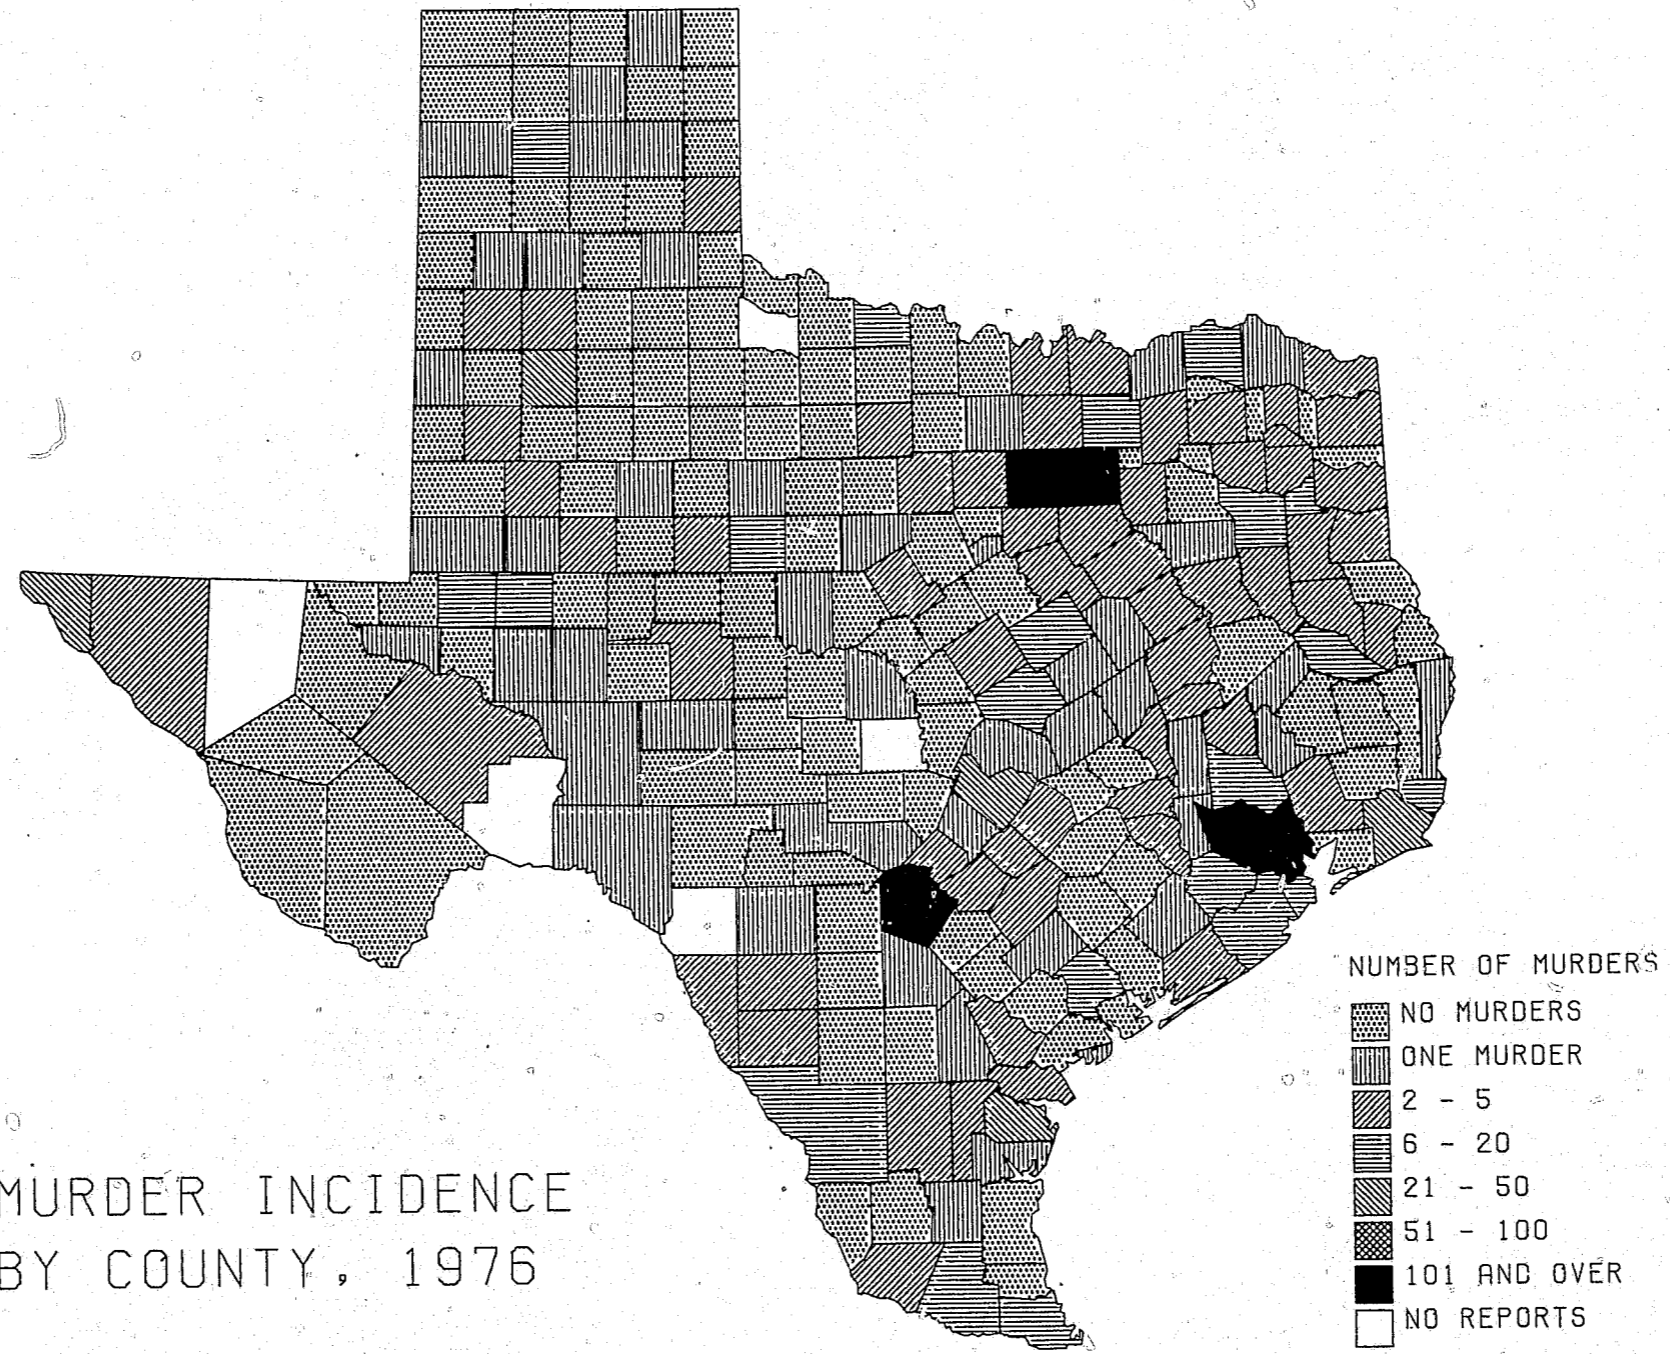 NUMBER OF MURDERS
NO MURDERS
ONE MURDER
2 - 5
6 - 20
21 - 50
51 - 100
101 AND OVER
NO REPORTS
MURDER INCIDENCE
BY COUNTY, 1976